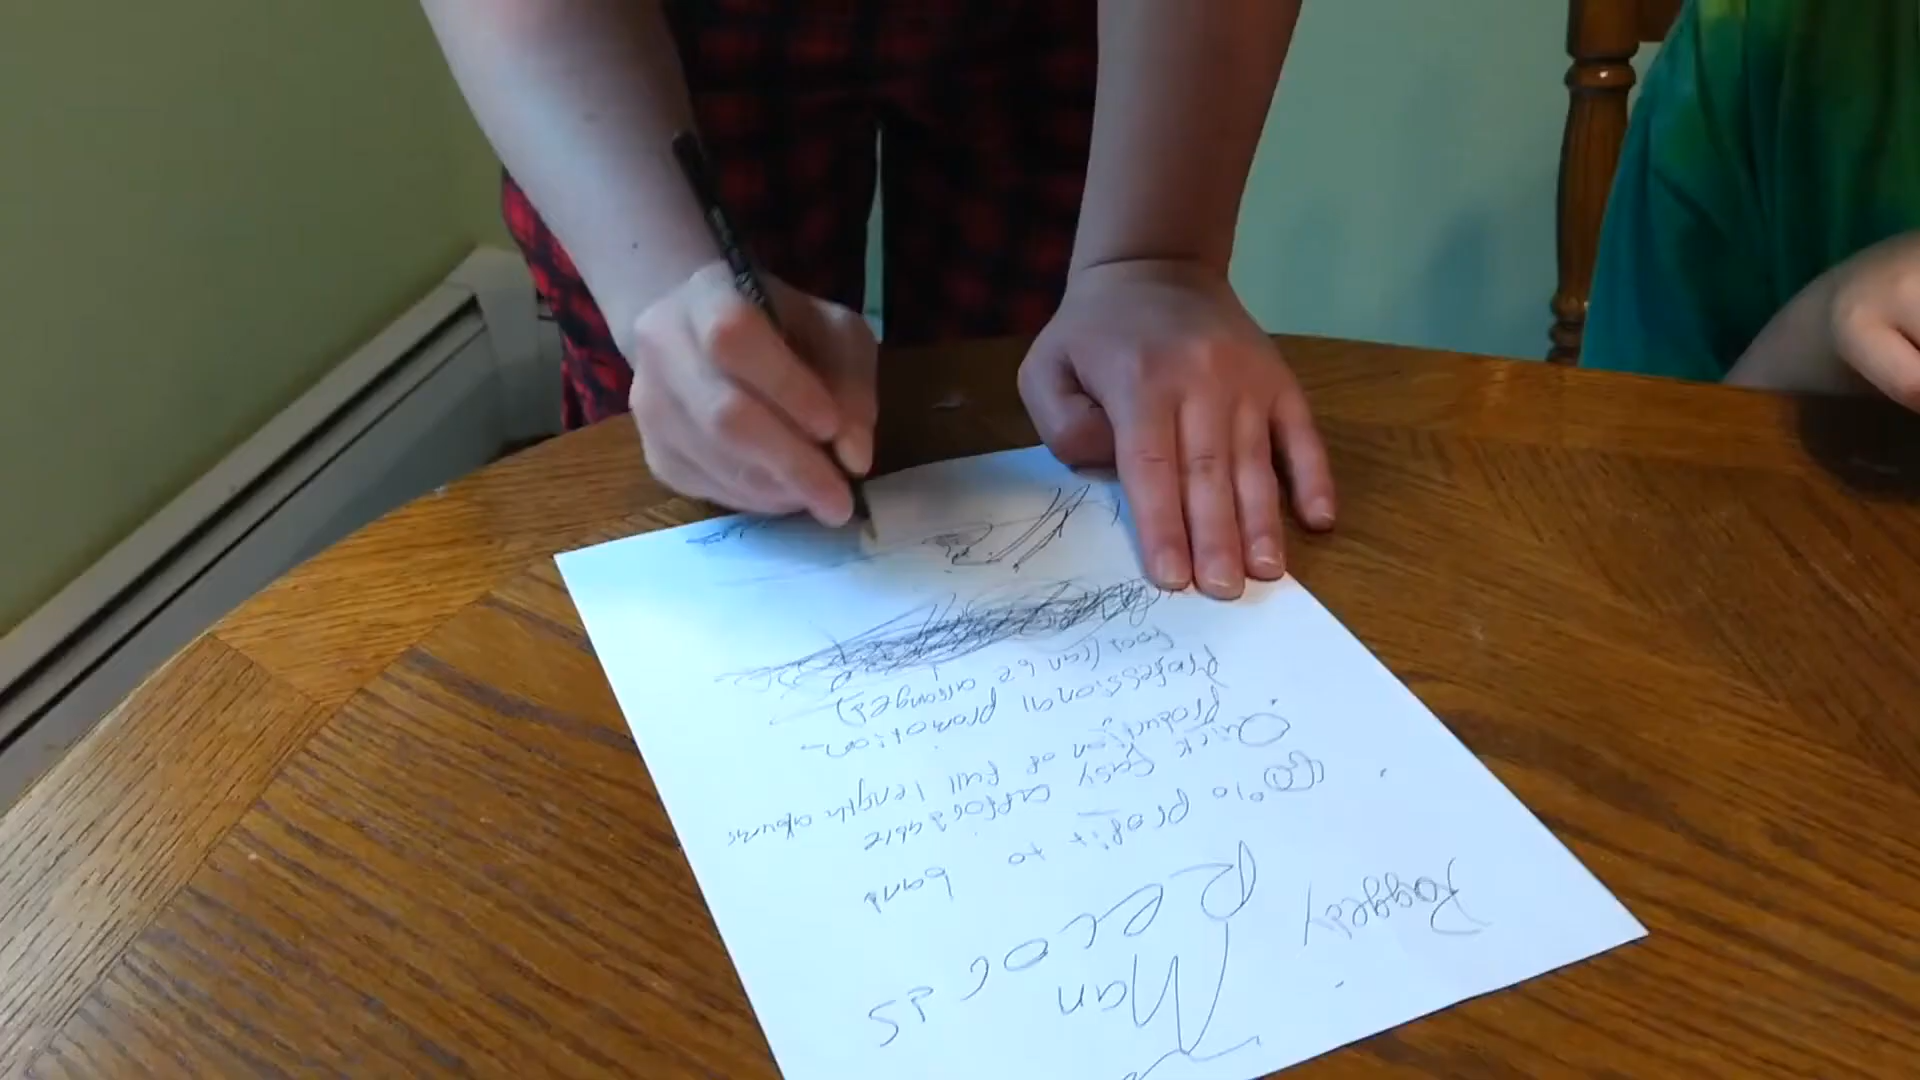 Raggedy
Man
Records
100% profit to band
Quick easy affordable
production of full length albums
professional promotion
(can be arranged)